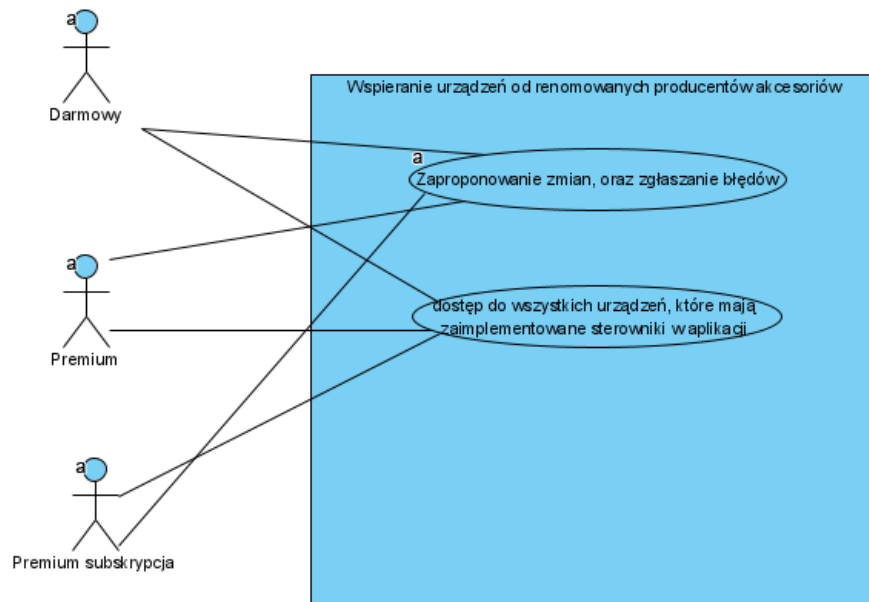 a
Darmowy
Wspieranie urządzeń od renomowanych producentów akcesoriów
a
Zaproponowanie zmian, oraz zgłaszanie błędów
a
Premium
dostęp do wszystkich urządzeń, które mają
zaimplementowane sterowniki w aplikacji
a
Premium subskrypcja